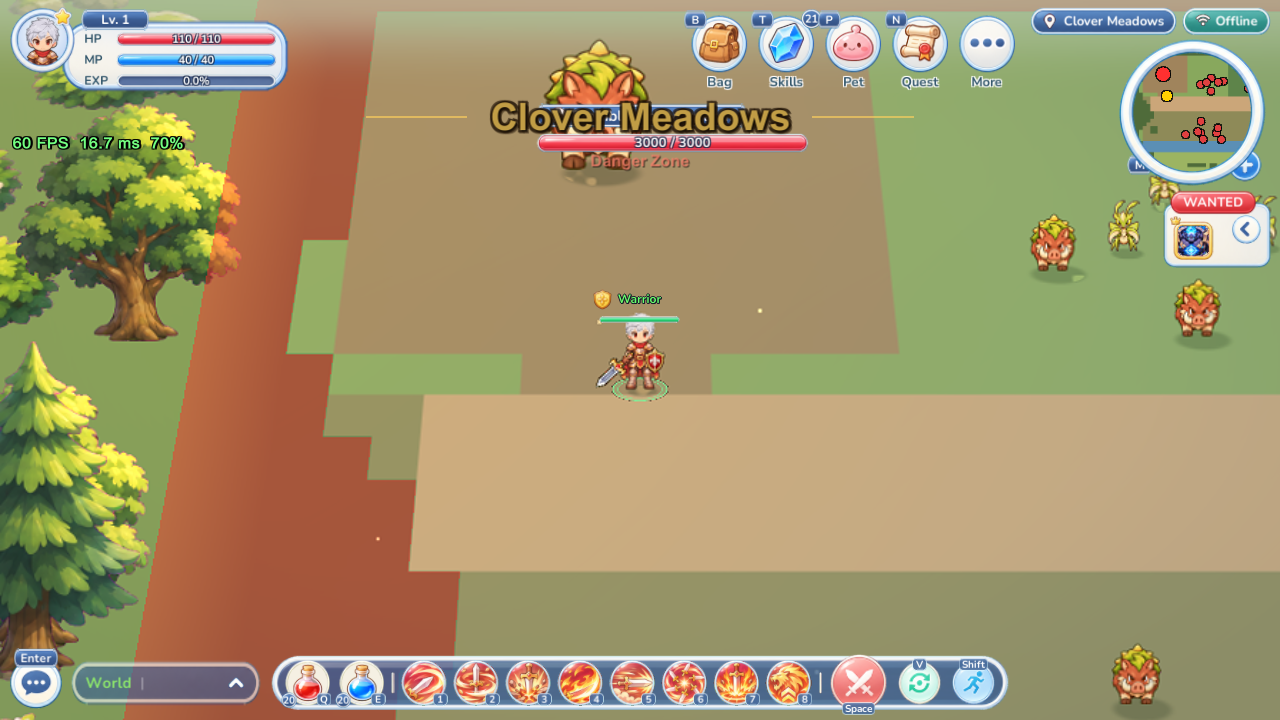 Lv. 1
HP 110 / 110
MP 40 / 40
EXP 0.0%
60 FPS 16.7 ms 70%
B
T
21
P
N
Bag
Skills
Pet
Quest
More
Clover Meadows
Offline
Clover Meadows
3000 / 3000
Danger Zone
M
WANTED
Warrior
Enter
World
20 Q
20 E
1
2
3
4
5
6
7
8
Space
V
Shift